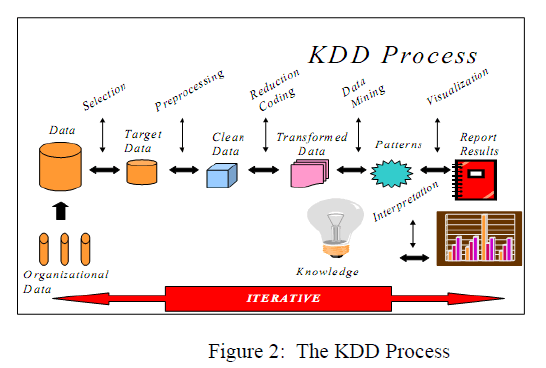 KDD Process
Selection
Preprocessing
Reduction
Coding
Data
Mining
Visualization
Data
Target
Data
Clean
Data
Transformed
Data
Patterns
Report
Results
Interpretation
Organizational
Data
Knowledge
ITERATIVE
Figure 2: The KDD Process